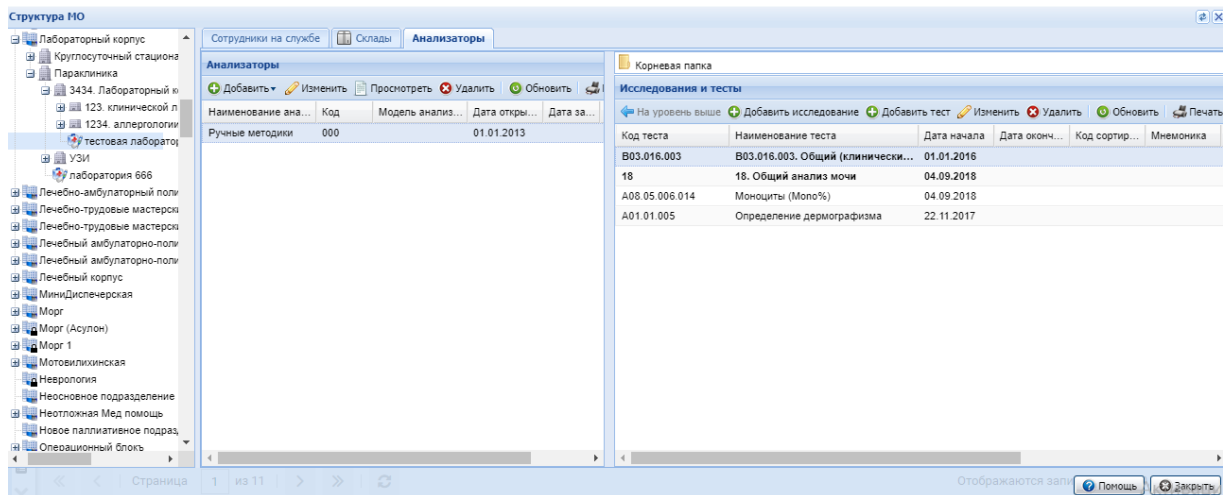 Структура МО
Лабораторный корпус
Круглосуточный стациона
Параклиника
3434. Лабораторный к
123. клинической л
1234. аллергологии
тестовая лаборатор
УЗИ
лаборатория 666
Лечебно-амбулаторный поли
Лечебно-трудовые мастерски
Лечебно-трудовые мастерски
Лечебный амбулаторно-поли
Лечебный амбулаторно-поли
Лечебный корпус
МиниДиспечерская
Морг
Морг (Асулон)
Морг 1
Мотовилихинская
Неврология
Неосновное подразделение
Неотложная Мед помощь
Новое паллиативное подраз
Операционный блокъ
Сотрудники на службе Склады Анализаторы
Анализаторы
Добавить Изменить Просмотреть Удалить Обновить
Наименование ана... Код Модель анализ... Дата откры... Дата за...
Ручные методики 000 01.01.2013
Корневая папка
Исследования и тесты
На уровень выше Добавить исследование Добавить тест Изменить Удалить Обновить Печать
Код теста Наименование теста Дата начала Дата оконч... Код сортир... Мнемоника
B03.016.003 B03.016.003. Общий (клинически... 01.01.2016
18 18. Общий анализ мочи 04.09.2018
A08.05.006.014 Моноциты (Mono%) 04.09.2018
A01.01.005 Определение дермографизма 22.11.2017
Страница 1 из 11 Отображаются запи
Помощь Закрыть